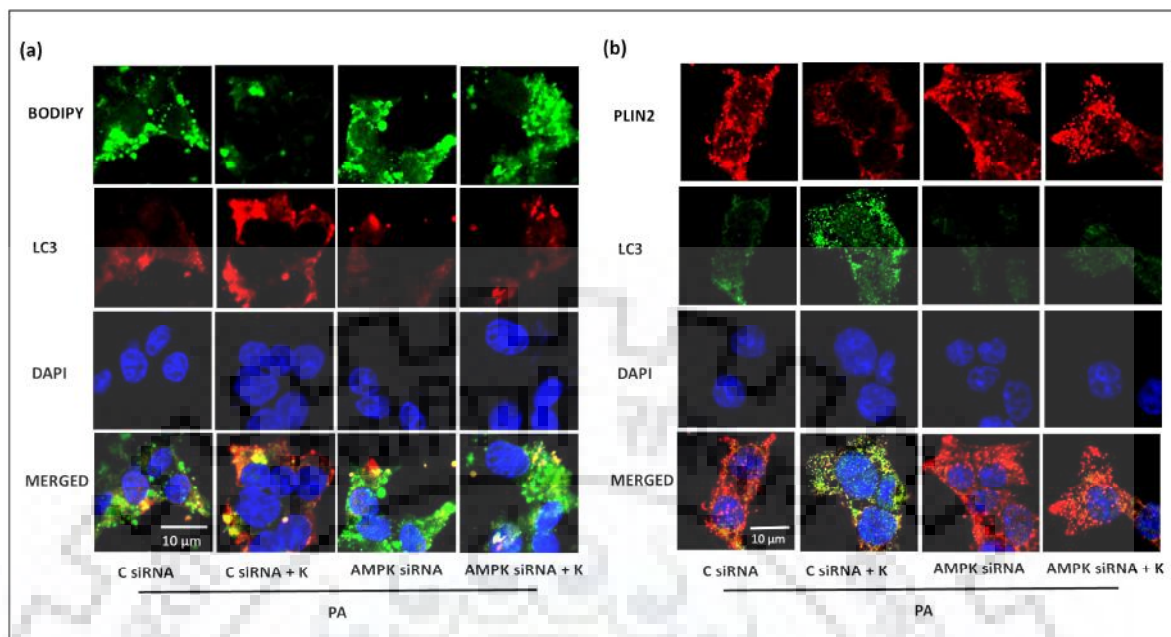 (a)
(b)
BODIPY
PLIN2
LC3
LC3
DAPI
DAPI
MERGED
MERGED
10 µm
10 µm
C siRNA
C siRNA + K
AMPK siRNA
AMPK siRNA + K
C siRNA
C siRNA + K
AMPK siRNA
AMPK siRNA + K
PA
PA